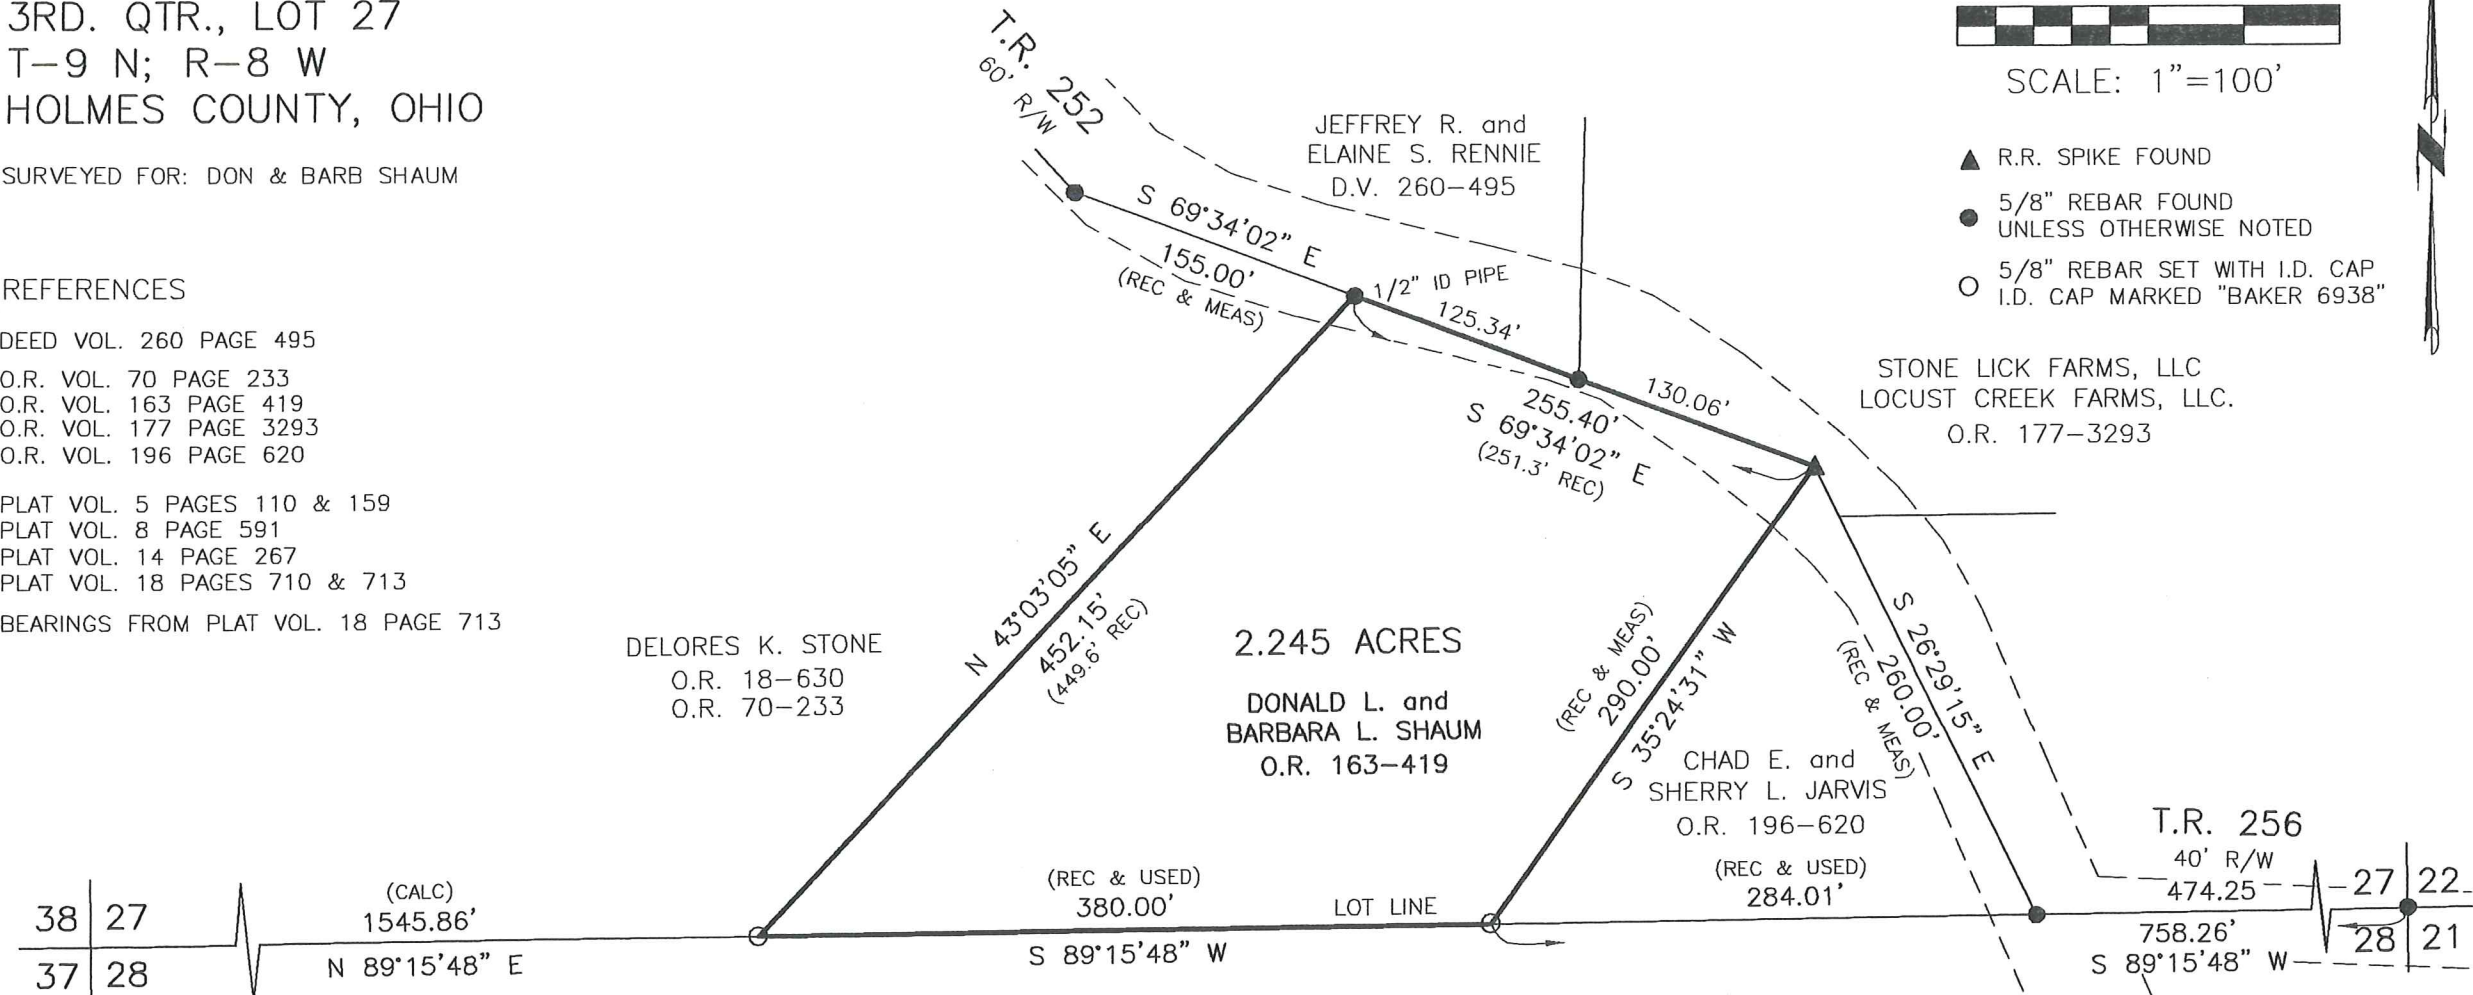 3RD. QTR., LOT 27
T-9 N; R-8 W
HOLMES COUNTY, OHIO
SURVEYED FOR: DON & BARB SHAUM
REFERENCES
DEED VOL. 260 PAGE 495
O.R. VOL. 70 PAGE 233
O.R. VOL. 163 PAGE 419
O.R. VOL. 177 PAGE 3293
O.R. VOL. 196 PAGE 620
PLAT VOL. 5 PAGES 110 & 159
PLAT VOL. 8 PAGE 591
PLAT VOL. 14 PAGE 267
PLAT VOL. 18 PAGES 710 & 713
BEARINGS FROM PLAT VOL. 18 PAGE 713
T.R. 252
60' R/W
JEFFREY R. and
ELAINE S. RENNIE
D.V. 260-495
SCALE: 1"=100'
R.R. SPIKE FOUND
5/8" REBAR FOUND
UNLESS OTHERWISE NOTED
5/8" REBAR SET WITH I.D. CAP
I.D. CAP MARKED "BAKER 6938"
N
S 69°34'02" E
155.00'
(REC & MEAS)
1/2" ID PIPE
125.34'
130.06'
255.40'
S 69°34'02" E
(251.3' REC)
STONE LICK FARMS, LLC
LOCUST CREEK FARMS, LLC.
O.R. 177-3293
N 43°03'05" E
452.15'
(449.6' REC)
DELORES K. STONE
O.R. 18-630
O.R. 70-233
2.245 ACRES
DONALD L. and
BARBARA L. SHAUM
O.R. 163-419
(REC & MEAS)
290.00'
S 35°24'31" W
S 26°29'15" E
260.00'
(REC & MEAS)
CHAD E. and
SHERRY L. JARVIS
O.R. 196-620
(REC & USED)
284.01'
T.R. 256
40' R/W
474.25
758.26'
S 89°15'48" W
27 22
28 21
(REC & USED)
380.00'
LOT LINE
S 89°15'48" W
(CALC)
1545.86'
N 89°15'48" E
38 27
37 28